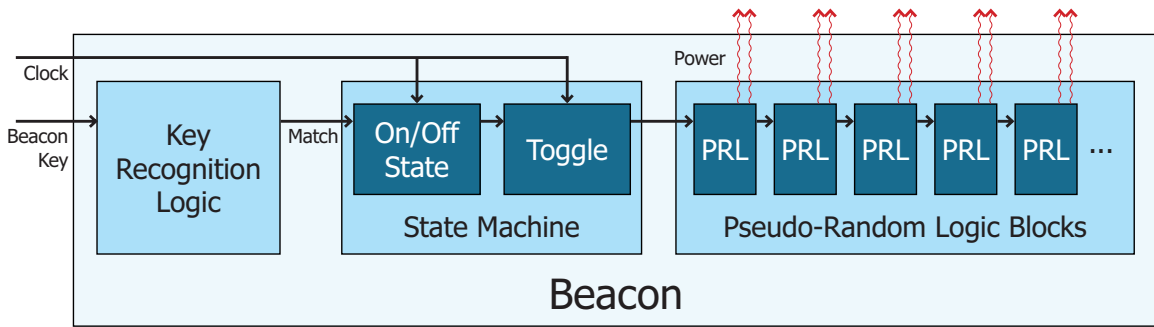 Power
Clock
Beacon
Key
Key
Recognition
Logic
Match
On/Off
State
Toggle
State Machine
PRL
PRL
PRL
PRL
PRL
...
Pseudo-Random Logic Blocks
Beacon